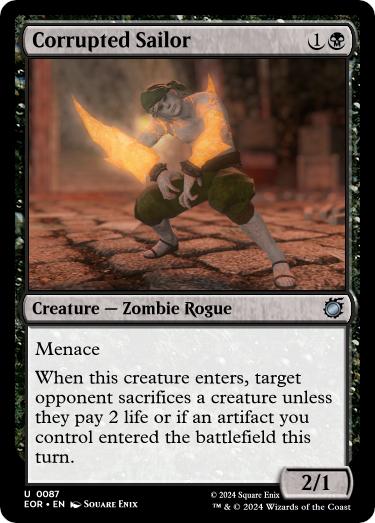 Corrupted Sailor 1
Creature — Zombie Rogue
Menace
When this creature enters, target
opponent sacrifices a creature unless
they pay 2 life or if an artifact you
control entered the battlefield this
turn.
2/1
U 0087
EOR • EN Square Enix
© 2024 Square Enix
™ & © 2024 Wizards of the Coast